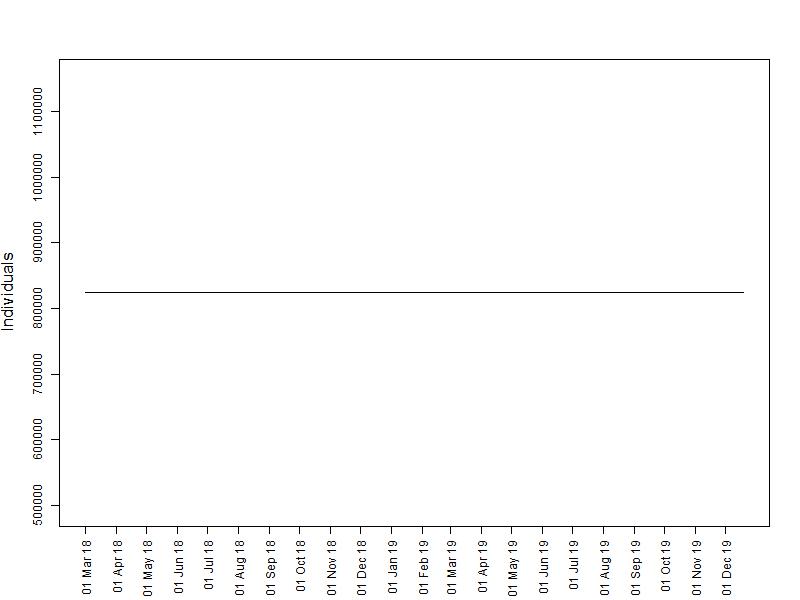 Individuals
1100000
1000000
900000
800000
700000
600000
500000
01 Mar 18
01 Apr 18
01 May 18
01 Jun 18
01 Jul 18
01 Aug 18
01 Sep 18
01 Oct 18
01 Nov 18
01 Dec 18
01 Jan 19
01 Feb 19
01 Mar 19
01 Apr 19
01 May 19
01 Jun 19
01 Jul 19
01 Aug 19
01 Sep 19
01 Oct 19
01 Nov 19
01 Dec 19